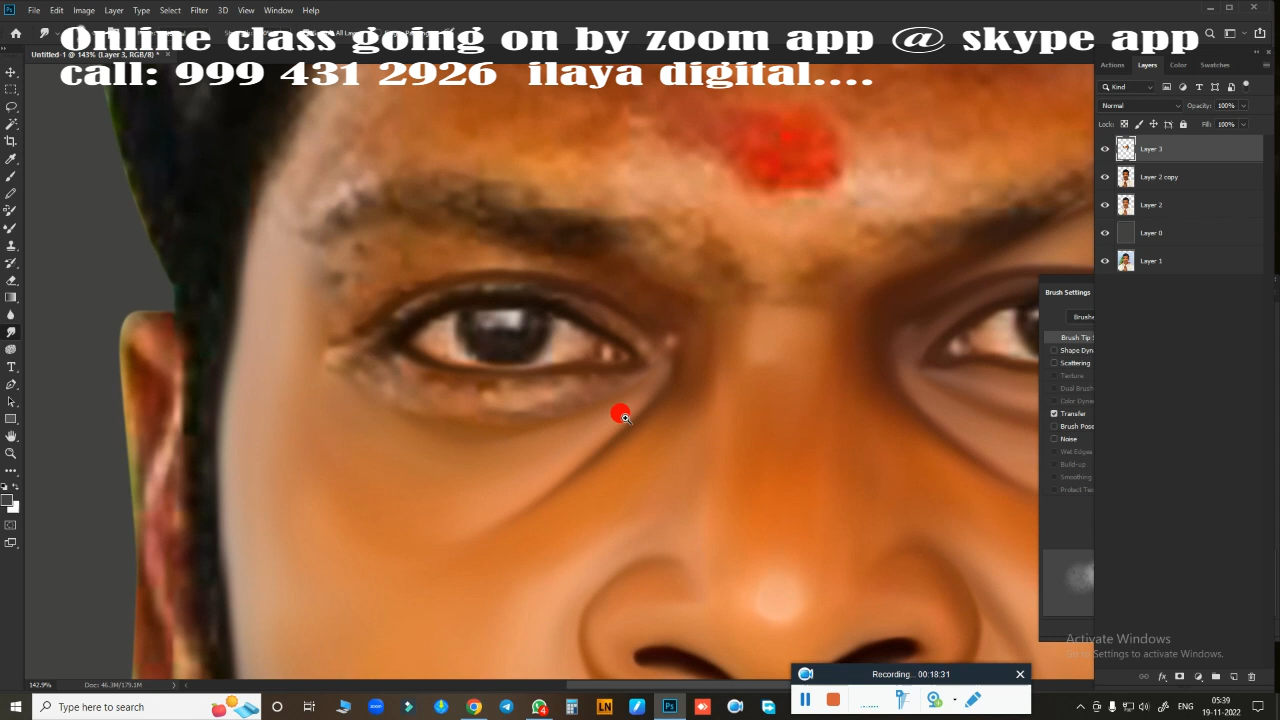 File Edit Image Layer Type Select Filter 3D View Window Help
Online class going on by zoom app @ skype app
call: 999 431 2926 ilaya digital....
Untitled-1 @ 143% (Layer 3, RGB/8) *
Actions Layers Color Swatches
Kind
Normal Opacity: 100%
Lock: Fill: 100%
Layer 3
Layer 2 copy
Layer 2
Layer 0
Layer 1
Brush Settings
Brushe
Brush Tip S
Shape Dyn
Scattering
Texture
Dual Brush
Color Dyna
Transfer
Brush Pose
Noise
Wet Edges
Build-up
Smoothing
Protect Tex
Activate Windows
Go to Settings to activate Windows.
142.9% Doc: 46.3M/179.1M
Recording... 00:18:31
Type here to search
zoom
LN
Ps
4
ENG
05:39
19-11-2022